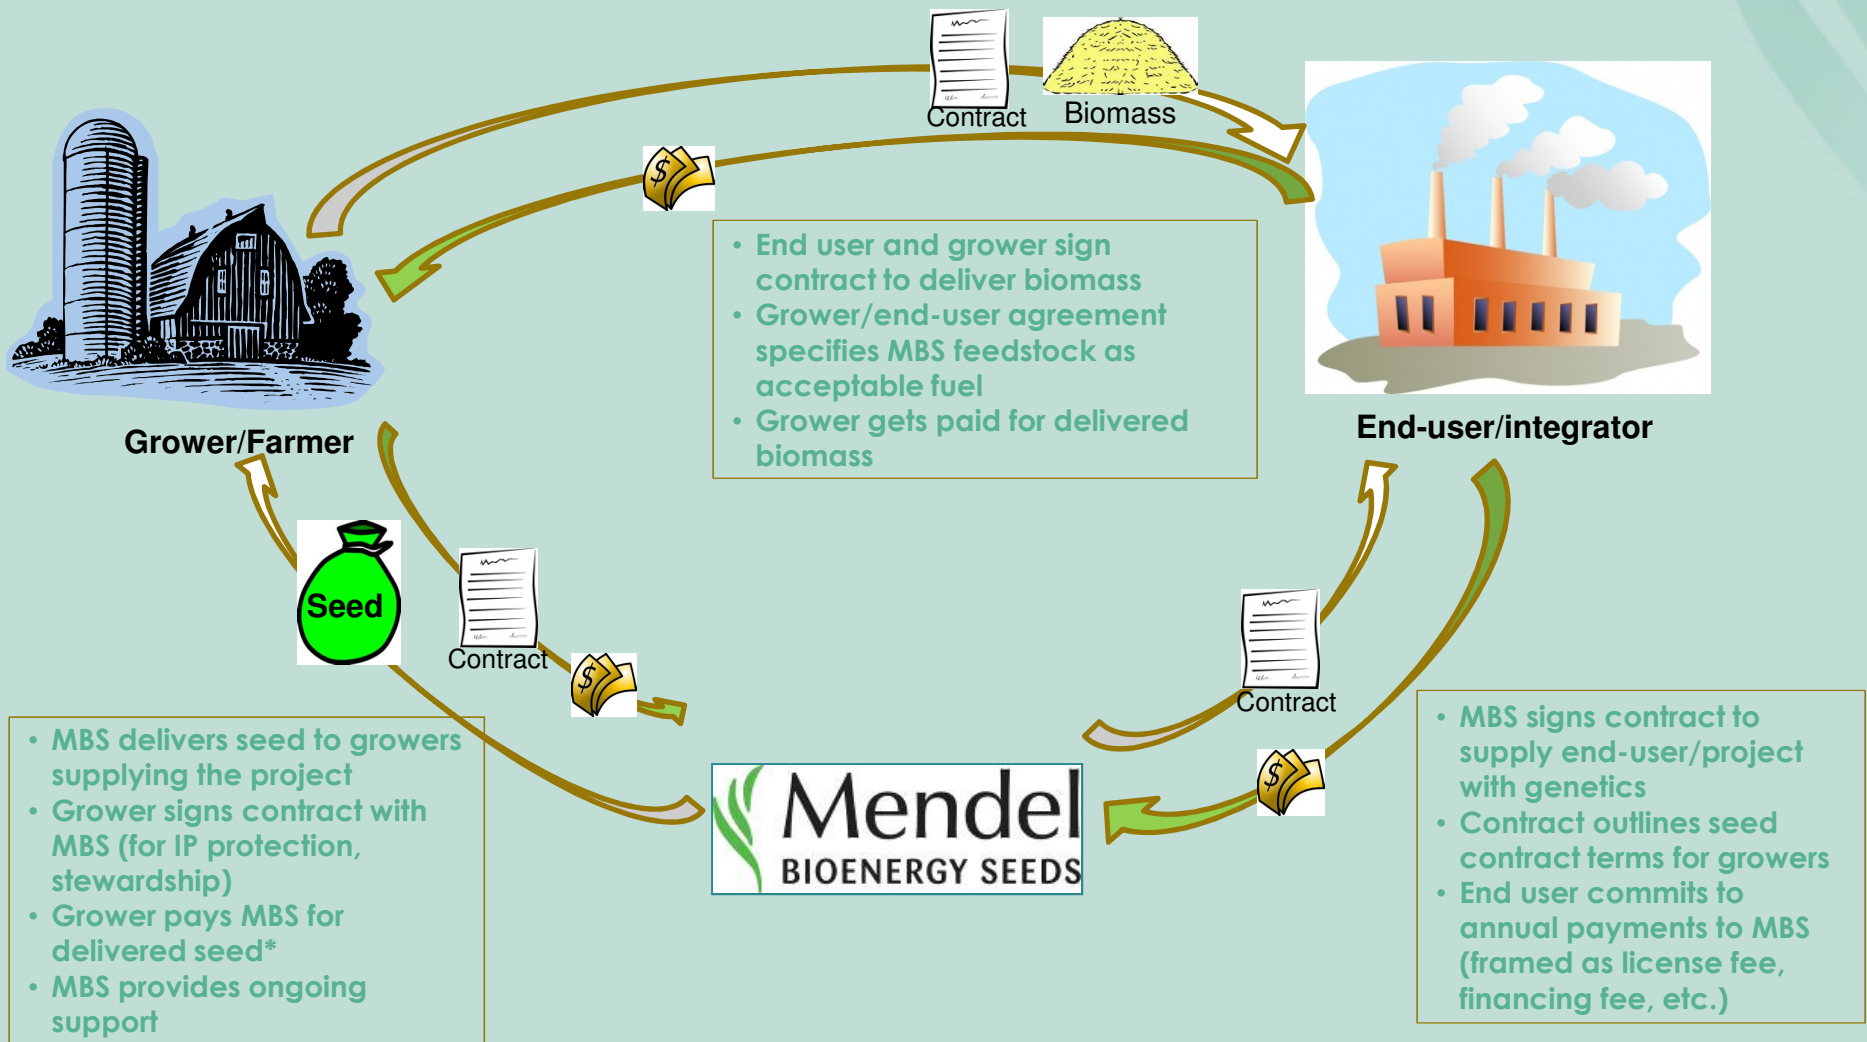 Contract
Biomass
• End user and grower sign
contract to deliver biomass
• Grower/end-user agreement
specifies MBS feedstock as
acceptable fuel
• Grower gets paid for delivered
biomass
Grower/Farmer
End-user/integrator
Seed
Contract
Contract
• MBS delivers seed to growers
supplying the project
• Grower signs contract with
MBS (for IP protection,
stewardship)
• Grower pays MBS for
delivered seed*
• MBS provides ongoing
support
Mendel
BIOENERGY SEEDS
• MBS signs contract to
supply end-user/project
with genetics
• Contract outlines seed
contract terms for growers
• End user commits to
annual payments to MBS
(framed as license fee,
financing fee, etc.)
$
$
$